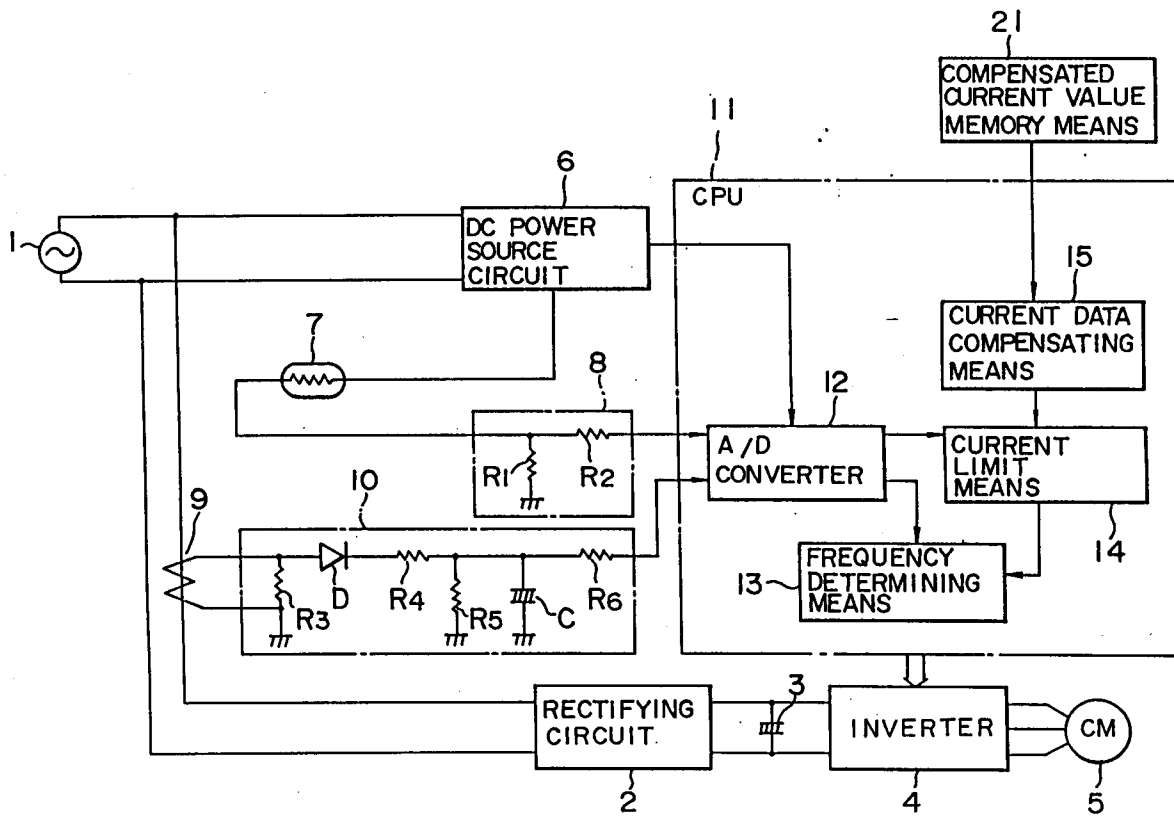 21
COMPENSATED
CURRENT VALUE
MEMORY MEANS
11
CPU
6
DC POWER
SOURCE
CIRCUIT
1
15
CURRENT DATA
COMPENSATING
MEANS
7
8
12
R1
R2
A/D
CONVERTER
CURRENT
LIMIT
MEANS
14
10
9
D
R3
R4
R5
C
R6
13
FREQUENCY
DETERMINING
MEANS
RECTIFYING
CIRCUIT.
2
3
INVERTER
4
CM
5